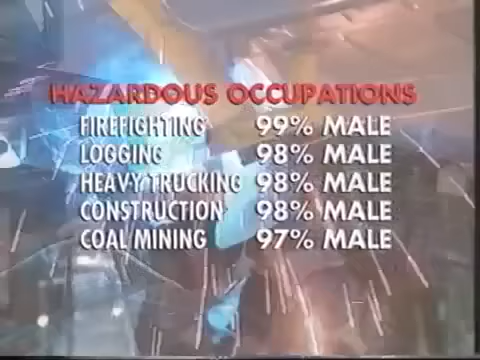 HAZARDOUS OCCUPATIONS
FIREFIGHTING 99% MALE
LOGGING 98% MALE
HEAVY TRUCKING 98% MALE
CONSTRUCTION 98% MALE
COAL MINING 97% MALE